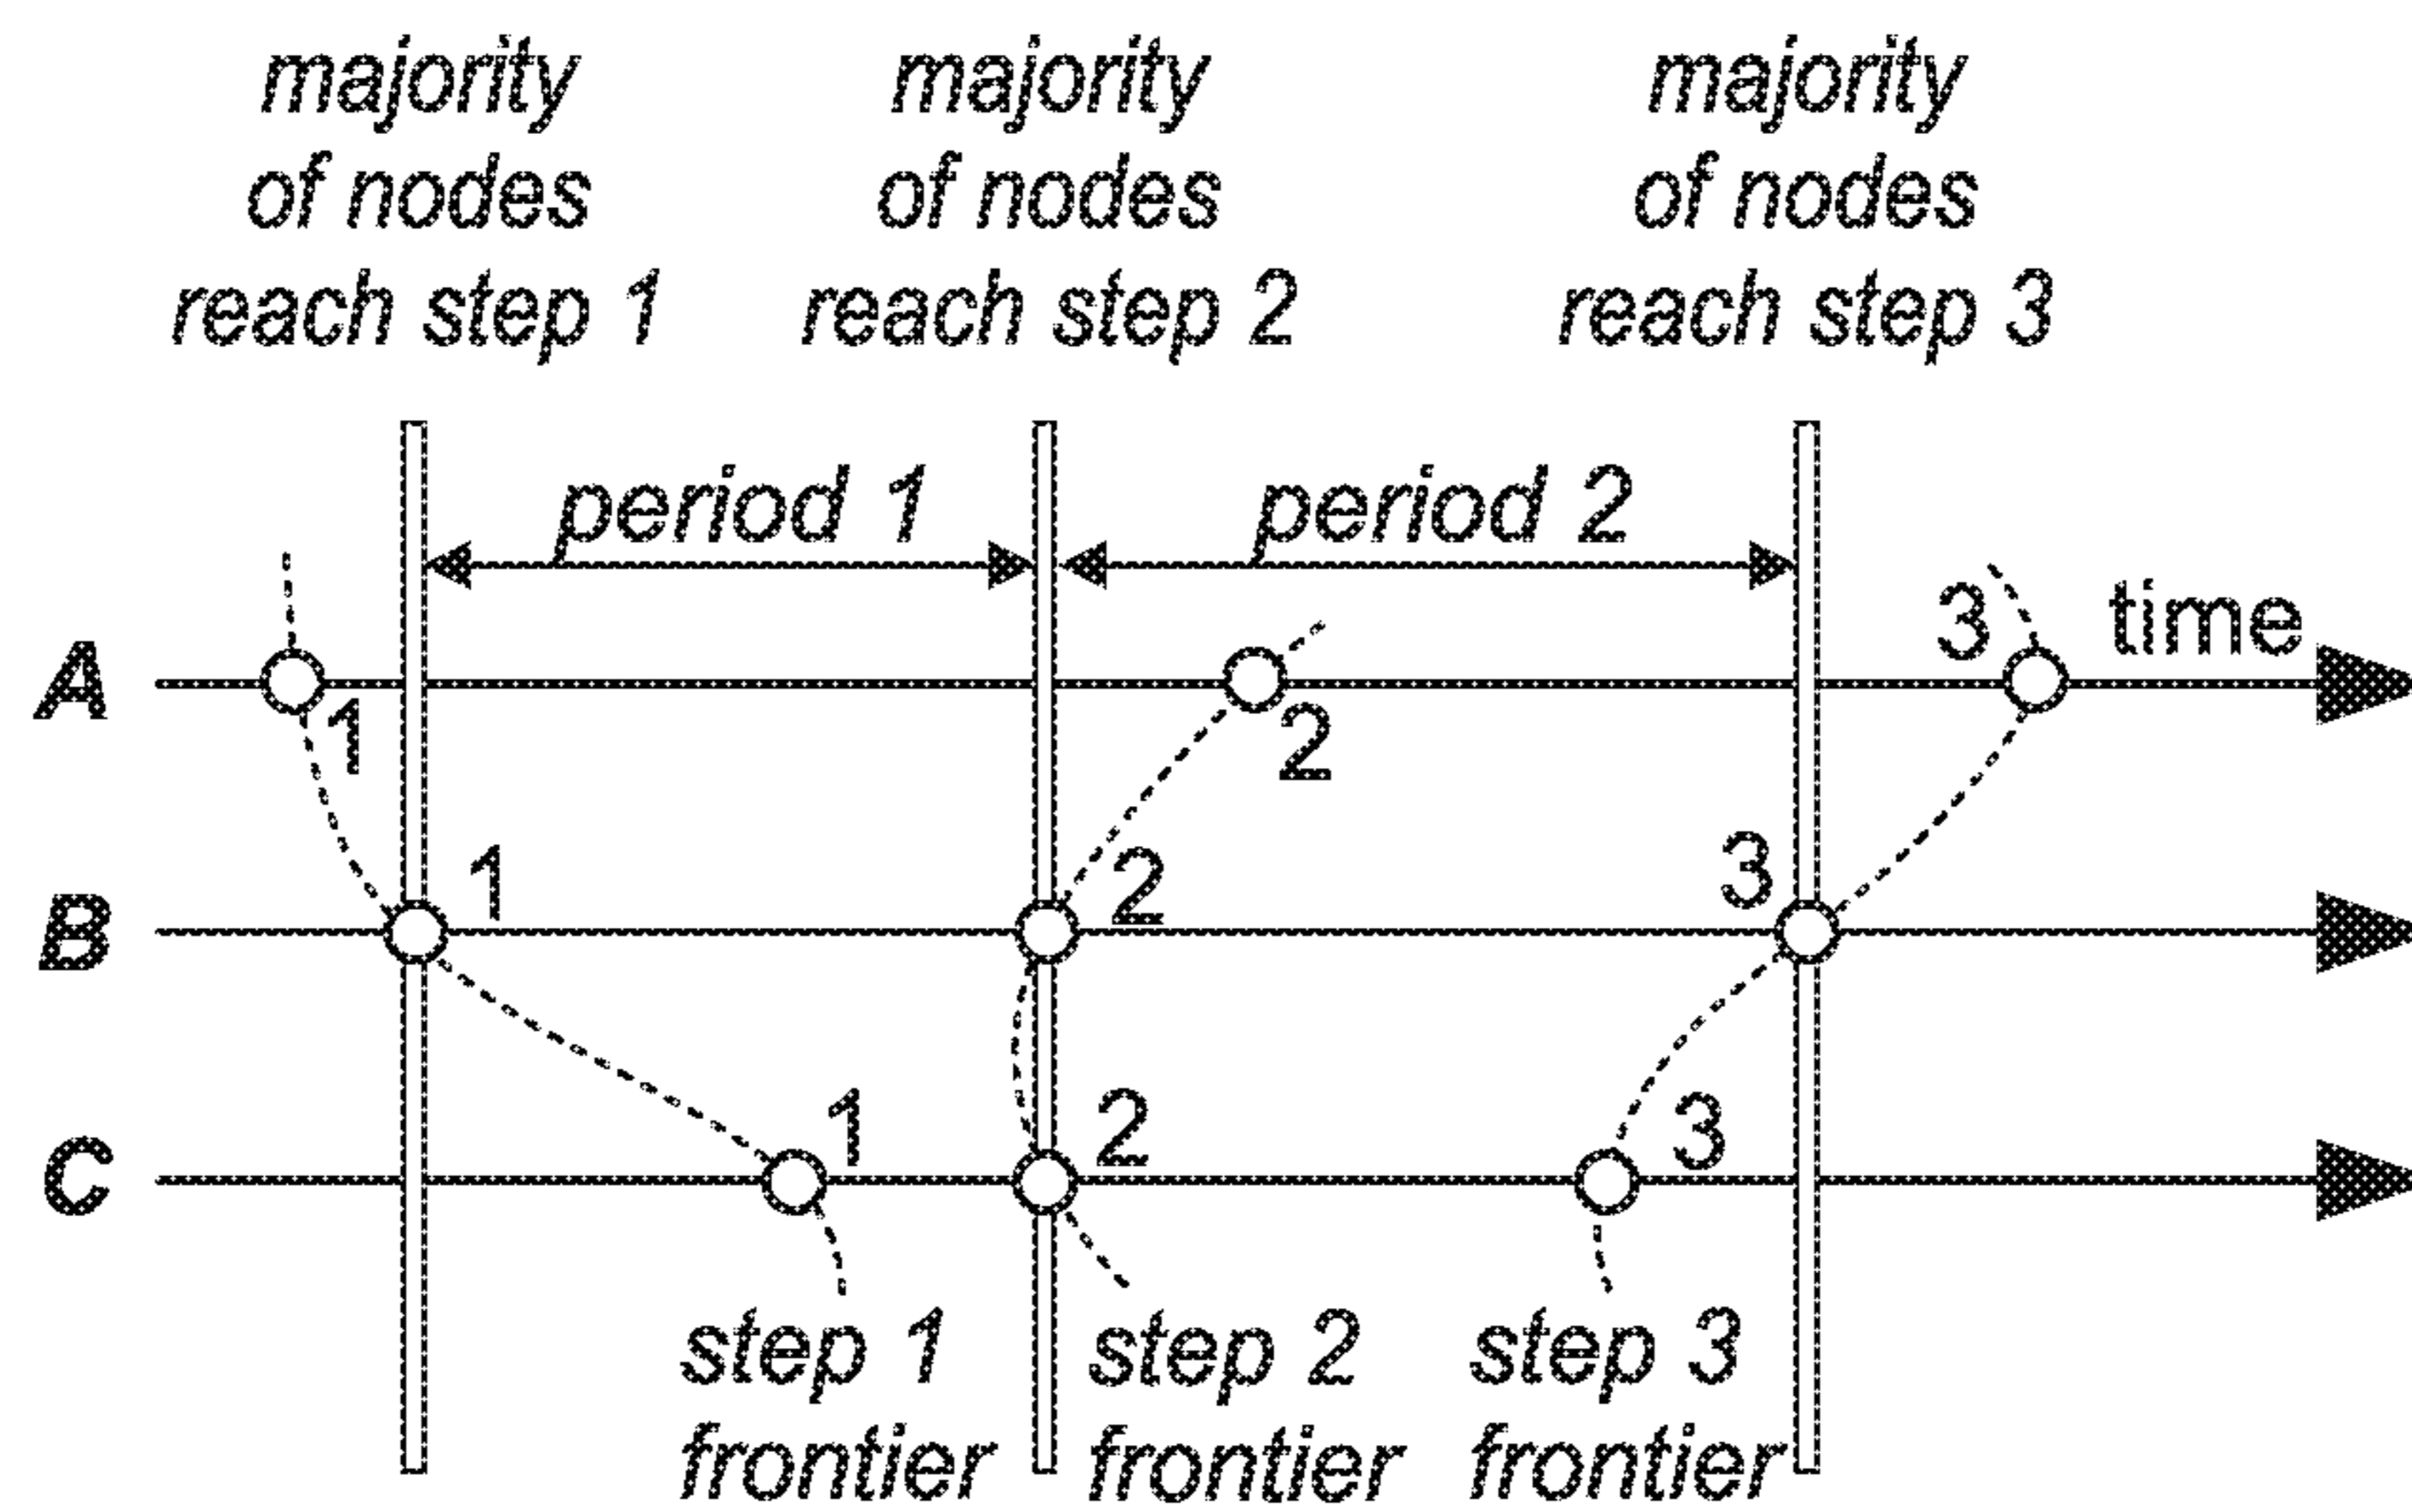 majority
of nodes
reach step 1
majority
of nodes
reach step 2
majority
of nodes
reach step 3
period 1
period 2
time
A
1
2
3
B
1
2
3
C
1
2
3
step 1
frontier
step 2
frontier
step 3
frontier